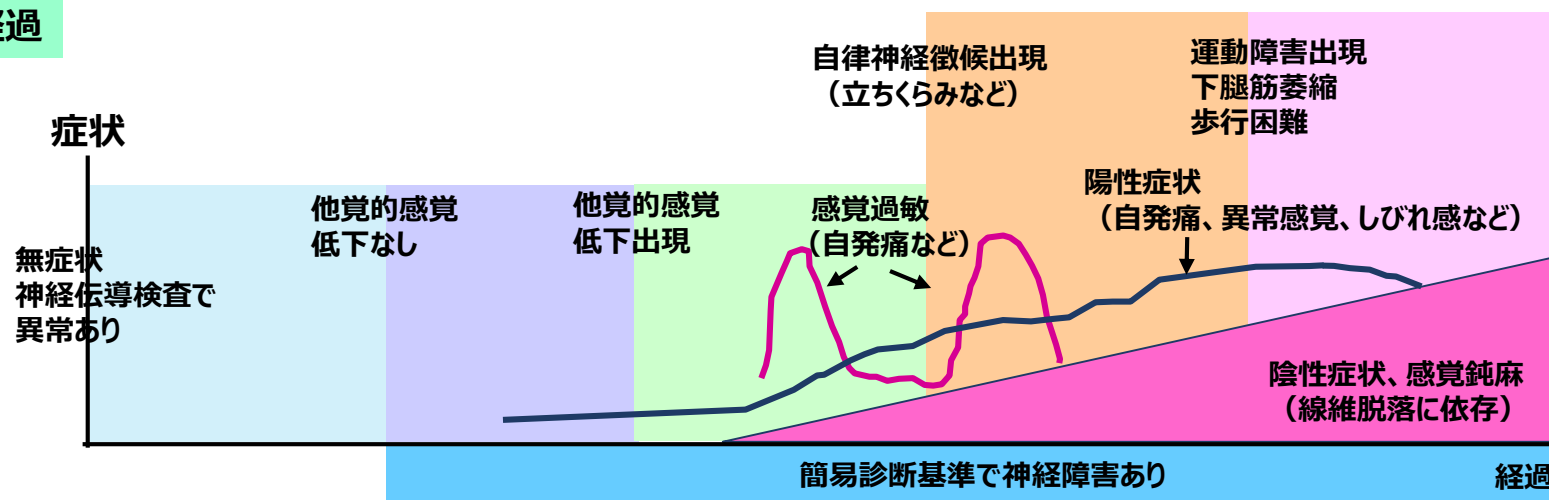 経過
症状
自律神経徴候出現
（立ちくらみなど）
運動障害出現
下腿筋萎縮
歩行困難
他覚的感覚
低下なし
他覚的感覚
低下出現
感覚過敏
（自発痛など）
陽性症状
（自発痛、異常感覚、しびれ感など）
無症状
神経伝導検査で
異常あり
陰性症状、感覚鈍麻
（線維脱落に依存）
簡易診断基準で神経障害あり
経過